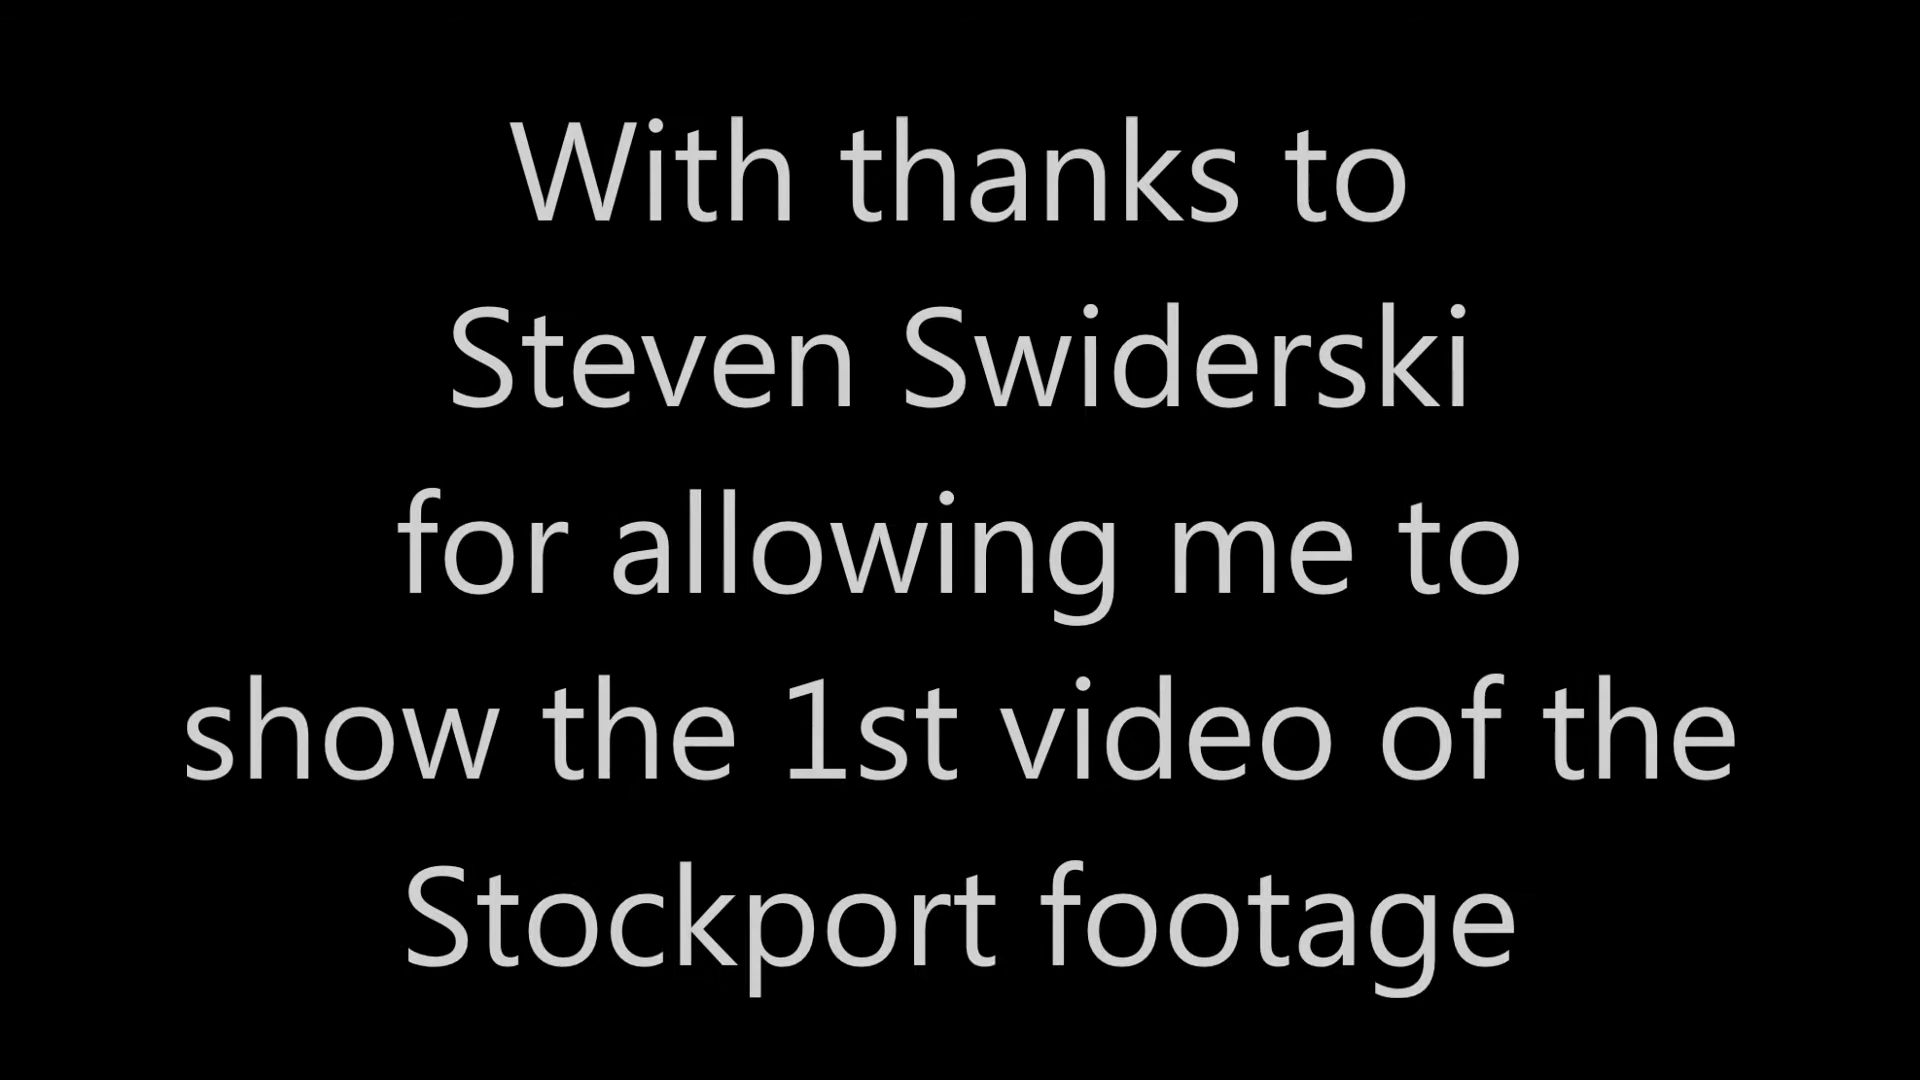 With thanks to
Steven Swiderski
for allowing me to
show the 1st video of the
Stockport footage